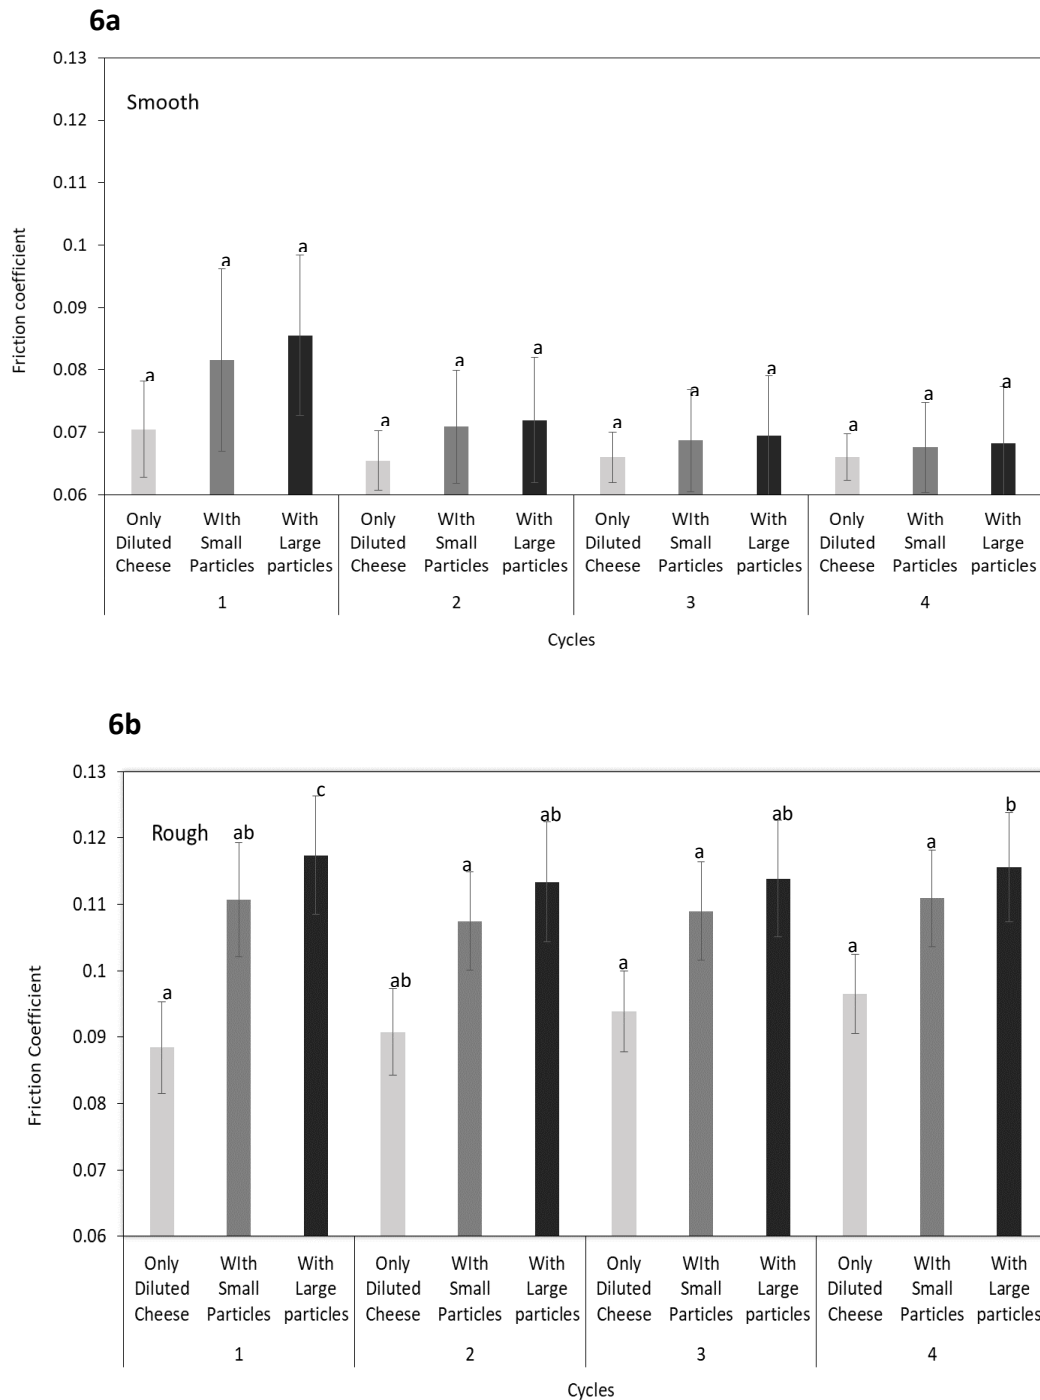 6a
0.13
0.12
0.11
0.1
0.09
0.08
0.07
0.06
Friction coefficient
Smooth
a a a a a a a a a a a a
Only WIth With Only WIth With Only WIth With Only With With
Diluted Small Large Diluted Small Large Diluted Small Large Diluted Small Large
Cheese Particles particles Cheese Particles particles Cheese Particles particles Cheese Particles particles
1 2 3 4
Cycles
6b
0.13
0.12
0.11
0.1
0.09
0.08
0.07
0.06
Friction Coefficient
Rough
a ab c ab a ab a a ab a a b
Only WIth With Only WIth With Only WIth With Only WIth With
Diluted Small Large Diluted Small Large Diluted Small Large Diluted Small Large
Cheese Particles particles Cheese Particles particles Cheese Particles particles Cheese Particles particles
1 2 3 4
Cycles